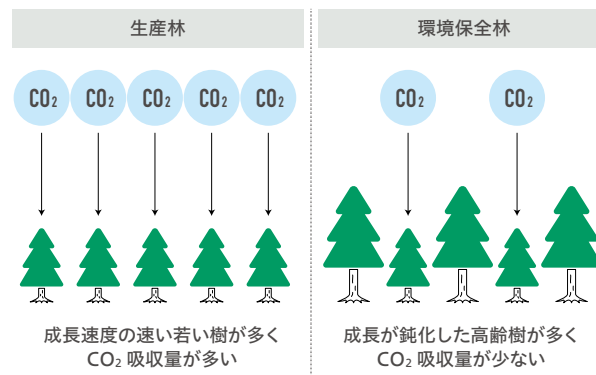 生産林
環境保全林
CO₂ CO₂ CO₂ CO₂ CO₂
CO₂ CO₂
成長速度の速い若い樹が多く
CO₂ 吸収量が多い
成長が鈍化した高齢樹が多く
CO₂ 吸収量が少ない